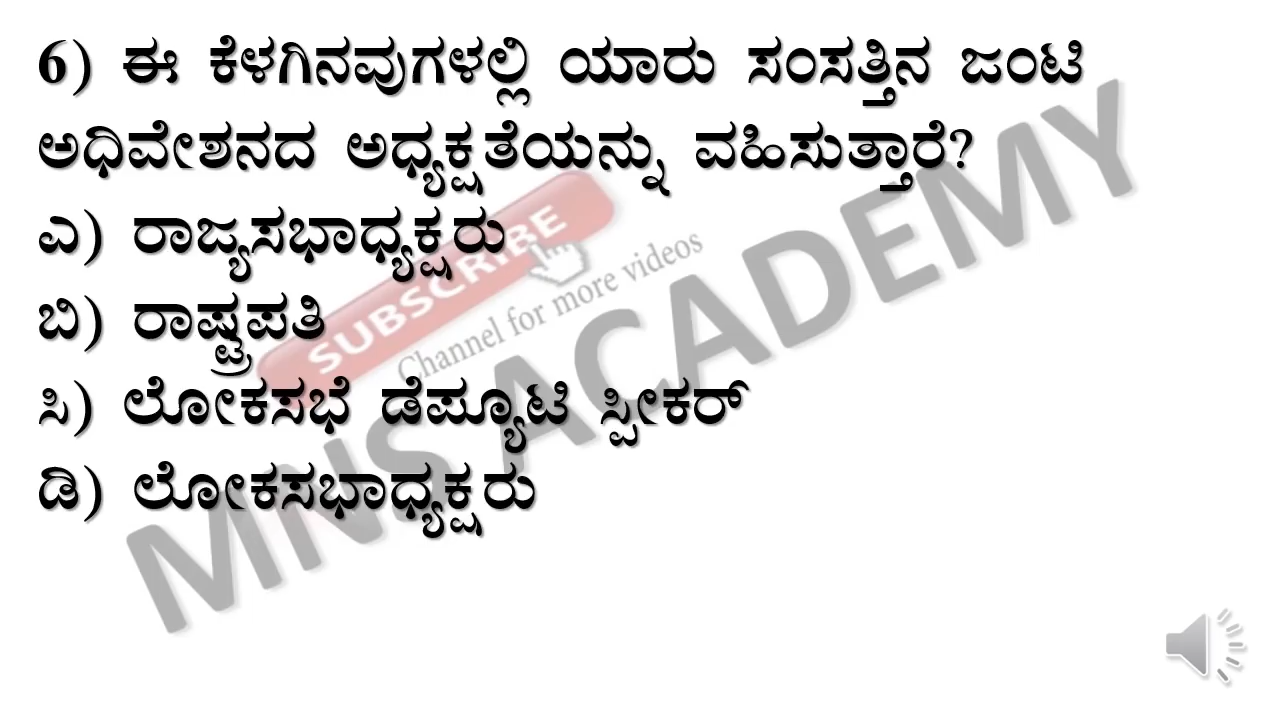 6) ಈ ಕೆಳಗಿನವುಗಳಲ್ಲಿ ಯಾರು ಸಂಸತ್ತಿನ ಜಂಟಿ
ಅಧಿವೇಶನದ ಅಧ್ಯಕ್ಷತೆಯನ್ನು ವಹಿಸುತ್ತಾರೆ?
ಎ) ರಾಜ್ಯಸಭಾಧ್ಯಕ್ಷರು
ಬಿ) ರಾಷ್ಟ್ರಪತಿ
ಸಿ) ಲೋಕಸಭೆ ಡೆಪ್ಯೂಟಿ ಸ್ಪೀಕರ್
ಡಿ) ಲೋಕಸಭಾಧ್ಯಕ್ಷರು
SUBSCRIBE
Channel for more videos
MNS ACADEMY